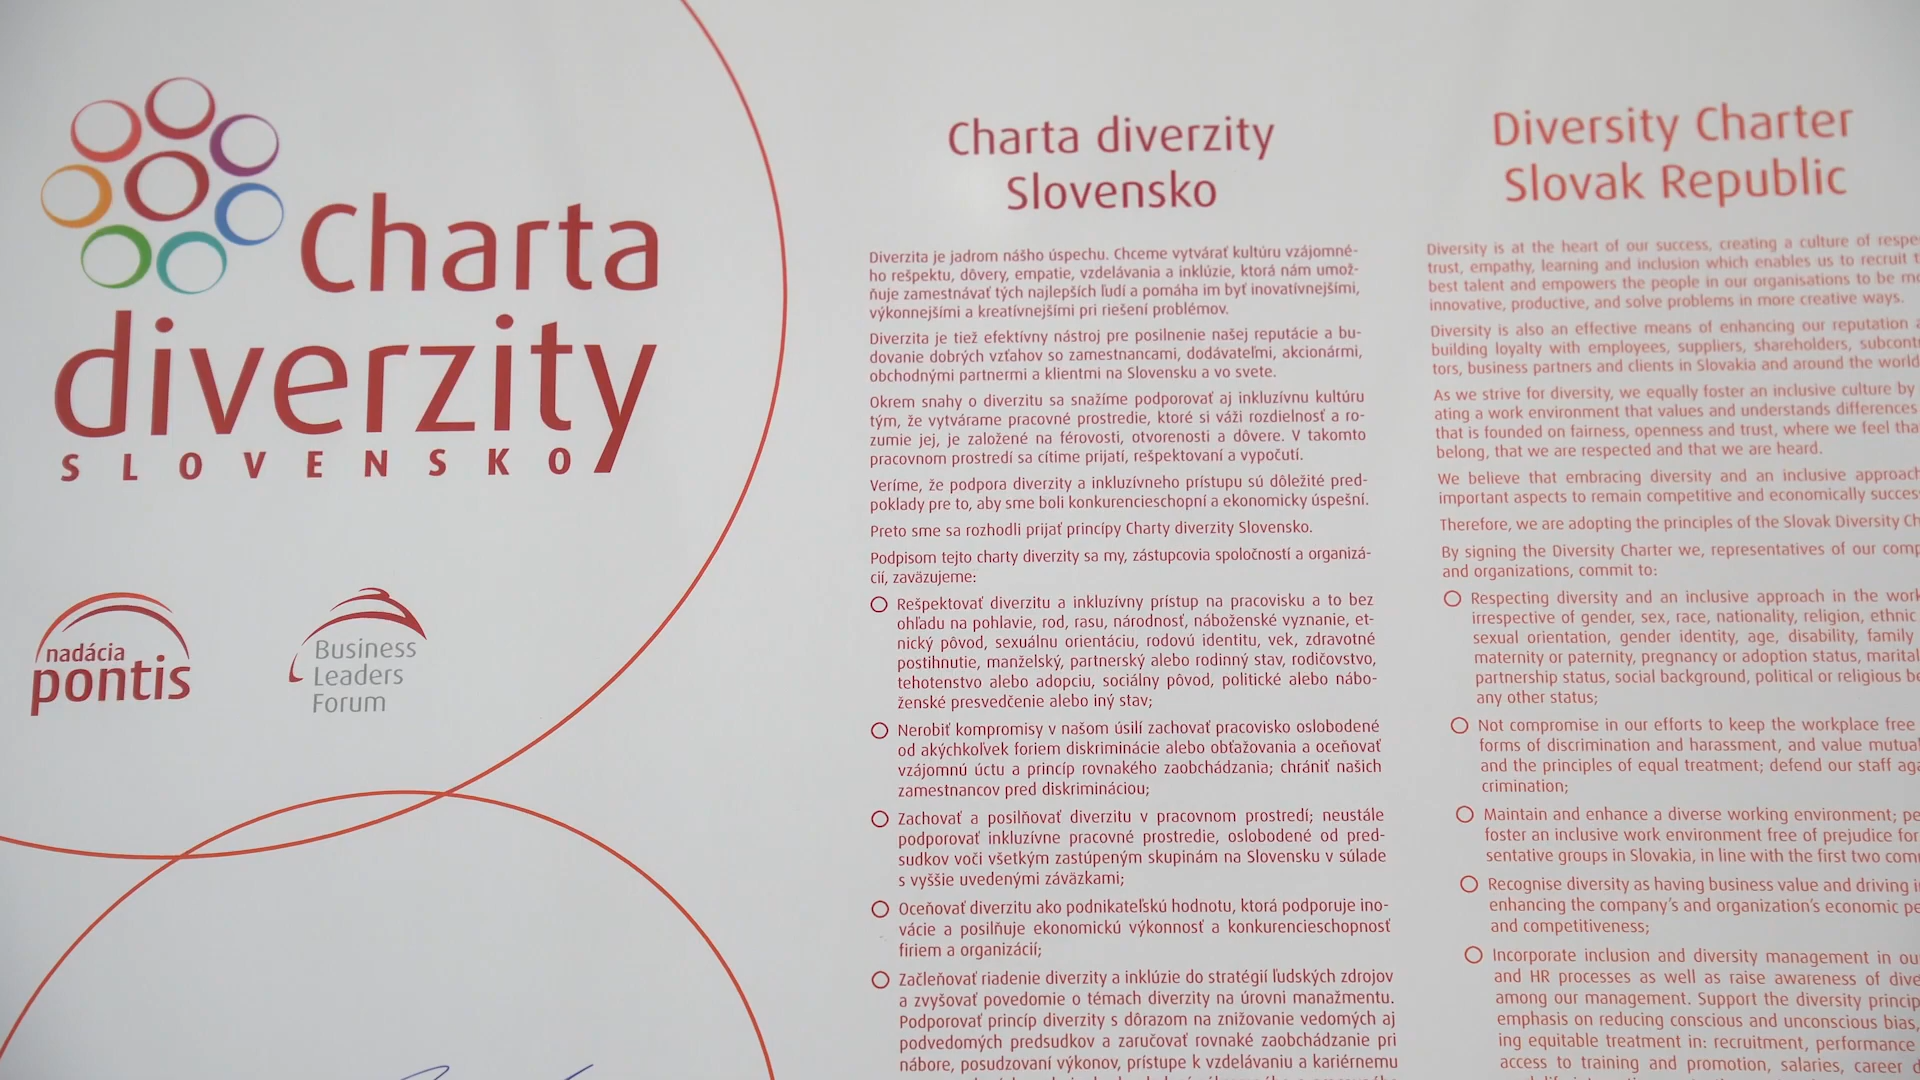 Charta
diverzity
SLOVENSKO
nadácia
pontis
Business
Leaders
Forum
Charta diverzity
Slovensko
Diverzita je jadrom nášho úspechu. Chceme vytvárať kultúru vzájomné-
ho rešpektu, dôvery, empatie, vzdelávania a inklúzie, ktorá nám umož-
ňuje zamestnávať tých najlepších ľudí a pomáha im byť inovatívnejšími,
výkonnejšími a kreatívnejšími pri riešení problémov.
Diverzita je tiež efektívny nástroj pre posilnenie našej reputácie a bu-
dovanie dobrých vzťahov so zamestnancami, dodávateľmi, akcionármi,
obchodnými partnermi a klientmi na Slovensku a vo svete.
Okrem snahy o diverzitu sa snažíme podporovať aj inkluzívnu kultúru
tým, že vytvárame pracovné prostredie, ktoré si váži rozdielnosť a ro-
zumie jej, je založené na férovosti, otvorenosti a dôvere. V takomto
pracovnom prostredí sa cítime prijatí, rešpektovaní a vypočutí.
Veríme, že podpora diverzity a inkluzívneho prístupu sú dôležité pred-
poklady pre to, aby sme boli konkurencieschopní a ekonomicky úspešní.
Preto sme sa rozhodli prijať princípy Charty diverzity Slovensko.
Podpisom tejto charty diverzity sa my, zástupcovia spoločností a organizá-
cií, zaväzujeme:
Rešpektovať diverzitu a inkluzívny prístup na pracovisku a to bez
ohľadu na pohlavie, rod, rasu, národnosť, náboženské vyznanie, et-
nický pôvod, sexuálnu orientáciu, rodovú identitu, vek, zdravotné
postihnutie, manželský, partnerský alebo rodinný stav, rodičovstvo,
tehotenstvo alebo adopciu, sociálny pôvod, politické alebo nábo-
ženské presvedčenie alebo iný stav;
Nerobiť kompromisy v našom úsilí zachovať pracovisko oslobodené
od akýchkoľvek foriem diskriminácie alebo obťažovania a oceňovať
vzájomnú úctu a princíp rovnakého zaobchádzania; chrániť našich
zamestnancov pred diskrimináciou;
Zachovať a posilňovať diverzitu v pracovnom prostredí; neustále
podporovať inkluzívne pracovné prostredie, oslobodené od pred-
sudkov voči všetkým zastúpeným skupinám na Slovensku v súlade
s vyššie uvedenými záväzkami;
Oceňovať diverzitu ako podnikateľskú hodnotu, ktorá podporuje ino-
vácie a posilňuje ekonomickú výkonnosť a konkurencieschopnosť
firiem a organizácií;
Začleňovať riadenie diverzity a inklúzie do stratégií ľudských zdrojov
a zvyšovať povedomie o témach diverzity na úrovni manažmentu.
Podporovať princíp diverzity s dôrazom na znižovanie vedomých aj
podvedomých predsudkov a zaručovať rovnaké zaobchádzanie pri
nábore, posudzovaní výkonov, prístupe k vzdelávaniu a kariérnemu
Diversity Charter
Slovak Republic
Diversity is at the heart of our success, creating a culture of respe
trust, empathy, learning and inclusion which enables us to recruit t
best talent and empowers the people in our organisations to be mo
innovative, productive, and solve problems in more creative ways.
Diversity is also an effective means of enhancing our reputation a
building loyalty with employees, suppliers, shareholders, subcontr
tors, business partners and clients in Slovakia and around the world
As we strive for diversity, we equally foster an inclusive culture by
ating a work environment that values and understands differences
that is founded on fairness, openness and trust, where we feel tha
belong, that we are respected and that we are heard.
We believe that embracing diversity and an inclusive approach
important aspects to remain competitive and economically succes
Therefore, we are adopting the principles of the Slovak Diversity Ch
By signing the Diversity Charter we, representatives of our comp
and organizations, commit to:
Respecting diversity and an inclusive approach in the work
irrespective of gender, sex, race, nationality, religion, ethnic
sexual orientation, gender identity, age, disability, family
maternity or paternity, pregnancy or adoption status, marital
partnership status, social background, political or religious be
any other status;
Not compromise in our efforts to keep the workplace free
forms of discrimination and harassment, and value mutual
and the principles of equal treatment; defend our staff aga
crimination;
Maintain and enhance a diverse working environment; pe
foster an inclusive work environment free of prejudice for
sentative groups in Slovakia, in line with the first two com
Recognise diversity as having business value and driving i
enhancing the company's and organization's economic pe
and competitiveness;
Incorporate inclusion and diversity management in ou
and HR processes as well as raise awareness of dive
among our management. Support the diversity princip
emphasis on reducing conscious and unconscious bias,
ing equitable treatment in: recruitment, performance
access to training and promotion, salaries, career d